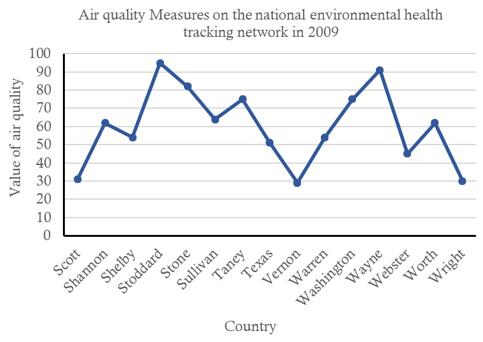 Air quality Measures on the national environmental health
tracking network in 2009
Value of air quality
100
90
80
70
60
50
40
30
20
10
0
Scott
Shannon
Shelby
Stoddard
Stone
Sullivan
Taney
Texas
Vernon
Warren
Washington
Wayne
Webster
Worth
Wright
Country